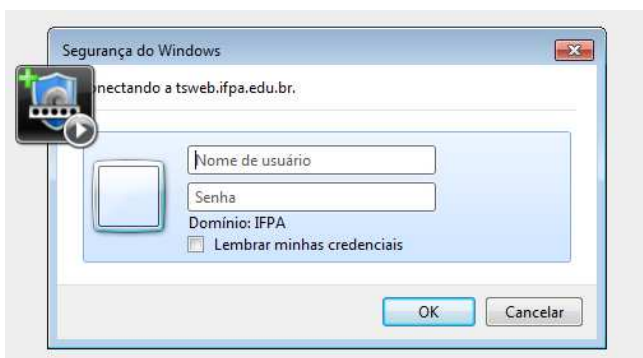 Segurança do Windows
nectando a tsweb.ifpa.edu.br.
Nome de usuário
Senha
Domínio: IFPA
Lembrar minhas credenciais
OK
Cancelar